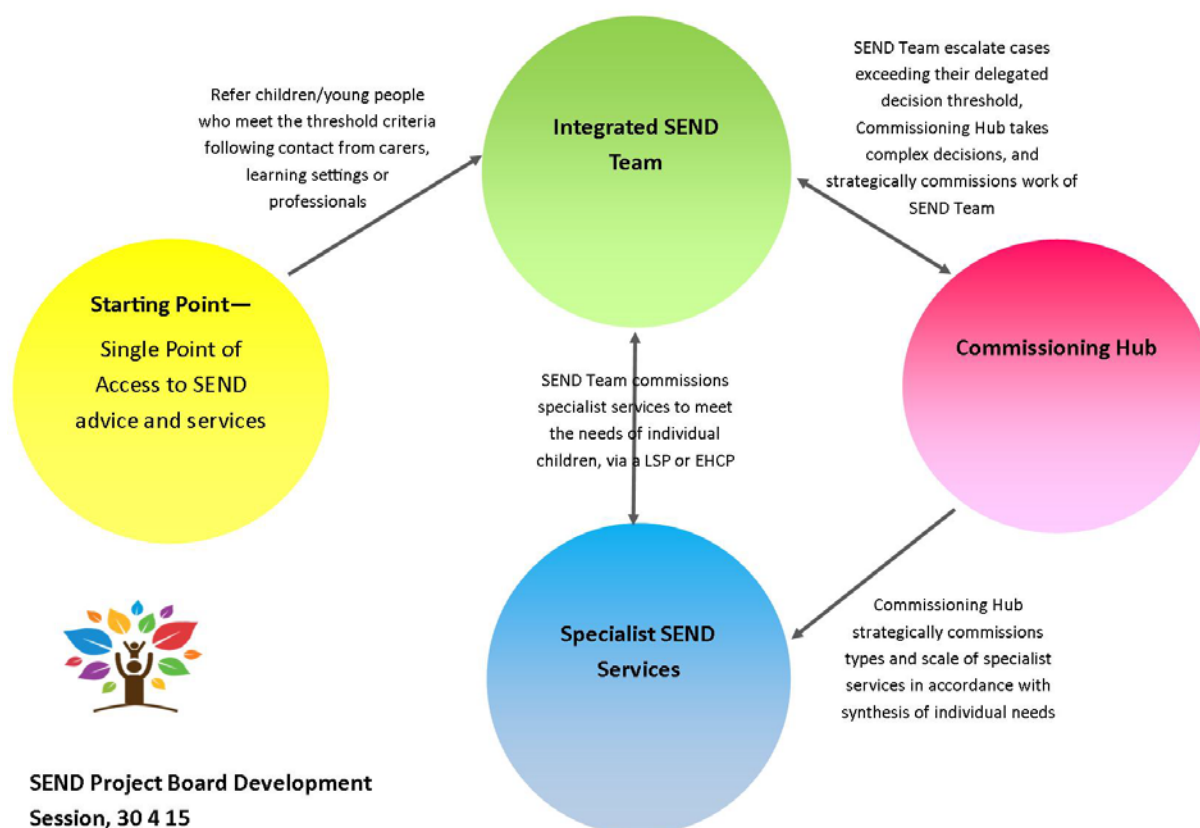 Refer children/young people
who meet the threshold criteria
following contact from carers,
learning settings or
professionals
Integrated SEND
Team
SEND Team escalate cases
exceeding their delegated
decision threshold,
Commissioning Hub takes
complex decisions, and
strategically commissions work of
SEND Team
Starting Point—
Single Point of
Access to SEND
advice and services
Commissioning Hub
SEND Team commissions
specialist services to meet
the needs of individual
children, via a LSP or EHCP
Specialist SEND
Services
Commissioning Hub
strategically commissions
types and scale of specialist
services in accordance with
synthesis of individual needs
SEND Project Board Development
Session, 30 4 15